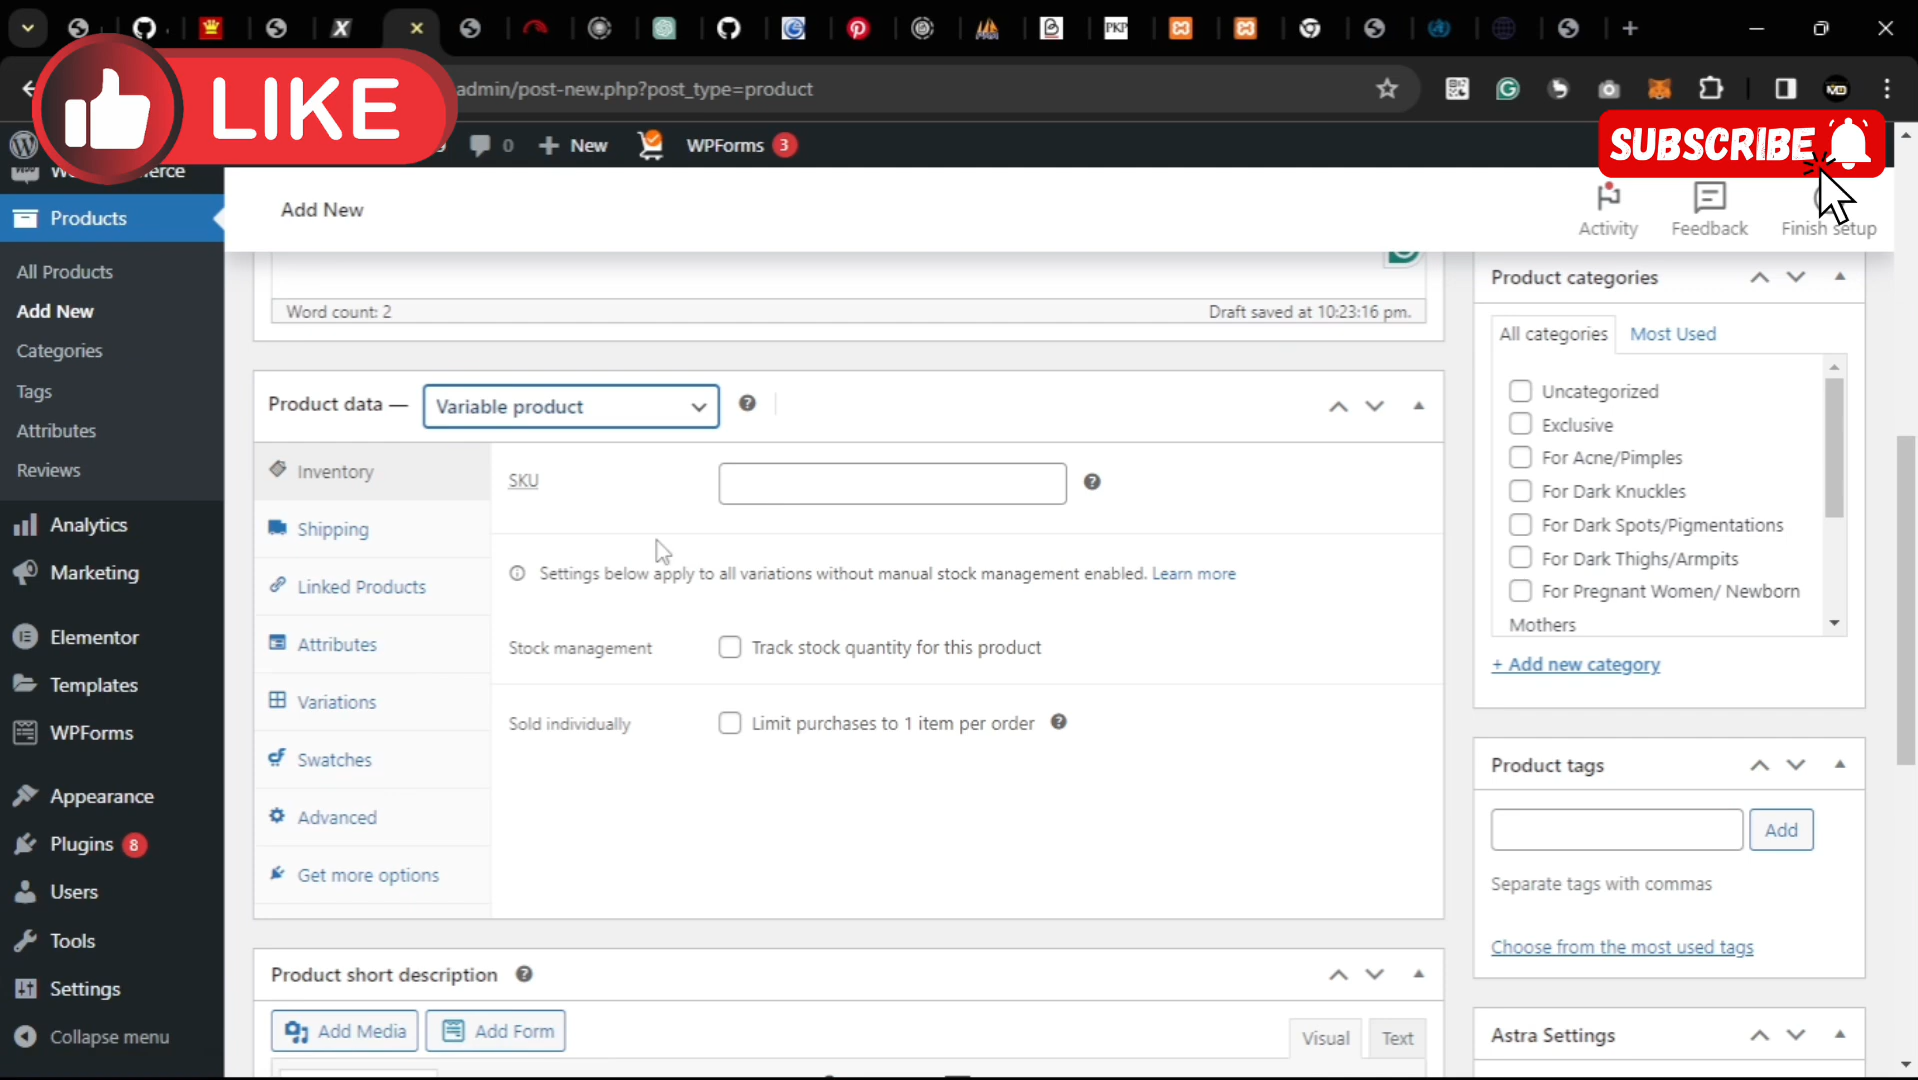 X
PKP
admin/post-new.php?post_type=product
MD
LIKE
SUBSCRIBE
0
New
WPForms 3
Products
Add New
Activity
Feedback
Finish setup
All Products
Add New
Categories
Tags
Attributes
Reviews
Analytics
Marketing
Elementor
Templates
WPForms
Appearance
Plugins 8
Users
Tools
Settings
Collapse menu
Word count: 2
Draft saved at 10:23:16 pm.
Product data — Variable product
Inventory
Shipping
Linked Products
Attributes
Variations
Swatches
Advanced
Get more options
SKU
Settings below apply to all variations without manual stock management enabled. Learn more
Stock management
Track stock quantity for this product
Sold individually
Limit purchases to 1 item per order
Product short description
Add Media
Add Form
Visual
Text
Product categories
All categories
Most Used
Uncategorized
Exclusive
For Acne/Pimples
For Dark Knuckles
For Dark Spots/Pigmentations
For Dark Thighs/Armpits
For Pregnant Women/ Newborn
Mothers
+ Add new category
Product tags
Add
Separate tags with commas
Choose from the most used tags
Astra Settings